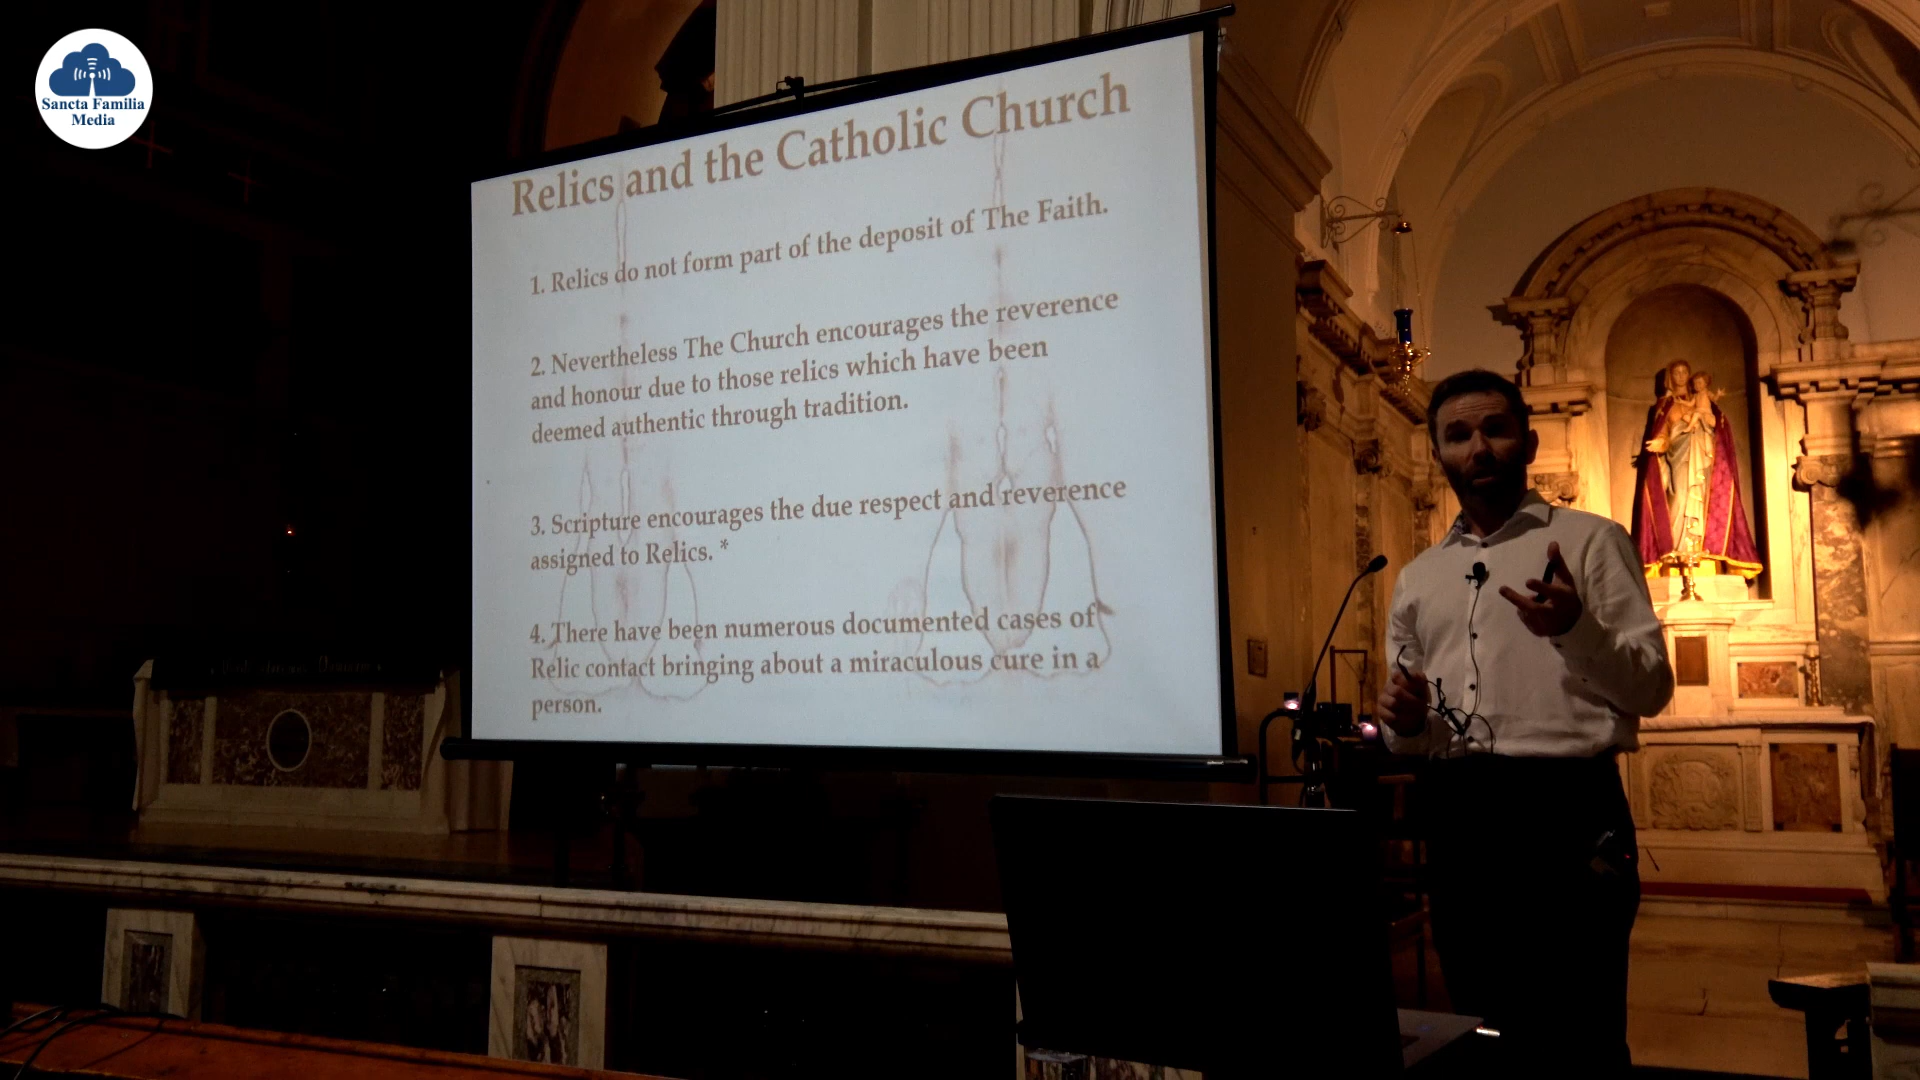 Sancta Familia
Media
Relics and the Catholic Church
1. Relics do not form part of the deposit of The Faith.
2. Nevertheless The Church encourages the reverence
and honour due to those relics which have been
deemed authentic through tradition.
3. Scripture encourages the due respect and reverence
assigned to Relics. *
4. There have been numerous documented cases of
Relic contact bringing about a miraculous cure in a
person.